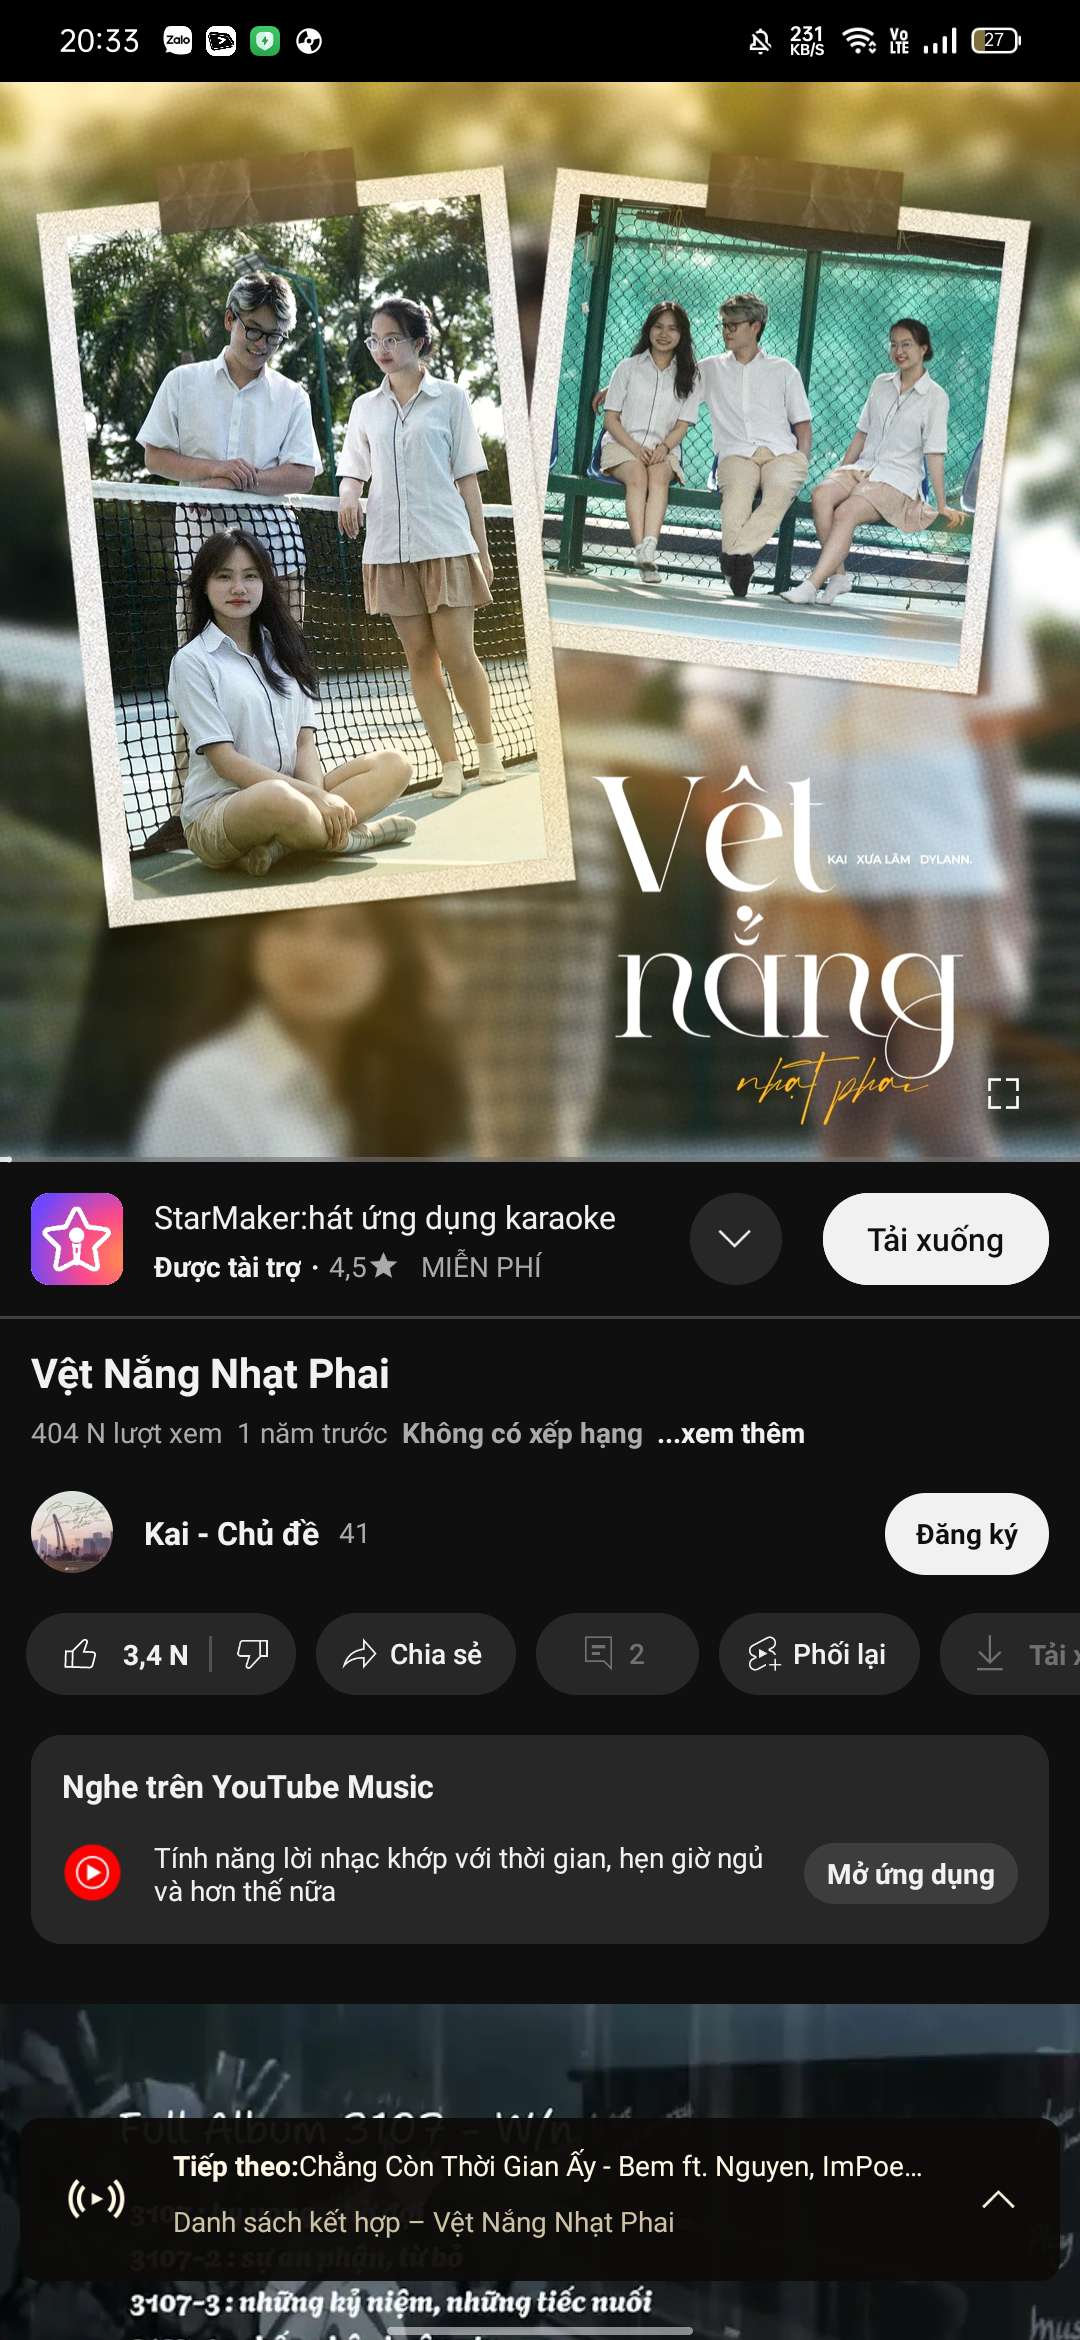 20:33 Zalo 231 KB/S Vo LTE 27
Vệt
KAI XƯA LÂM DYLANN.
nắng
nhạt phai
StarMaker:hát ứng dụng karaoke
Được tài trợ · 4,5★ MIỄN PHÍ
Tải xuống
Vệt Nắng Nhạt Phai
404 N lượt xem 1 năm trước Không có xếp hạng ...xem thêm
Kai - Chủ đề 41
Đăng ký
3,4 N
Chia sẻ
2
Phối lại
Tải x
Nghe trên YouTube Music
Tính năng lời nhạc khớp với thời gian, hẹn giờ ngủ
và hơn thế nữa
Mở ứng dụng
Full Album 3107 - W/n
Tiếp theo:Chẳng Còn Thời Gian Ấy - Bem ft. Nguyen, ImPoe...
Danh sách kết hợp – Vệt Nắng Nhạt Phai
3107-2 : sự an phận, từ bỏ
3107-3 : những kỷ niệm, những tiếc nuối